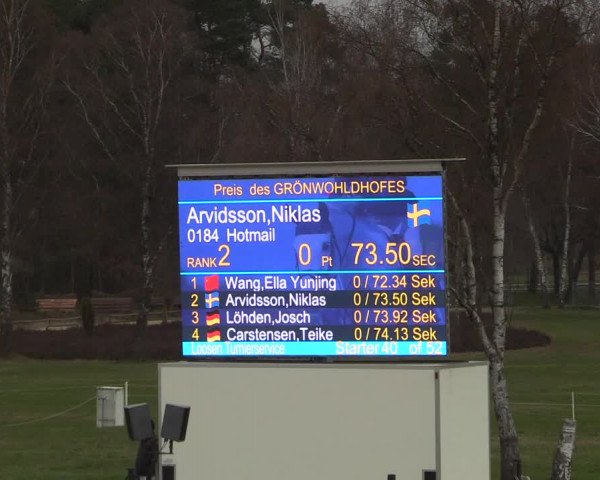 Preis des GRÖNWOHLDHOFES
Arvidsson,Niklas
0184 Hotmail
RANK 2 0 Pt 73.50 SEC
1 Wang,Ella Yunjing 0 / 72.34 Sek
2 Arvidsson,Niklas 0 / 73.50 Sek
3 Löhden,Josch 0 / 73.92 Sek
4 Carstensen,Teike 0 / 74.13 Sek
Loosen Turnierservice Starter 40 of 52